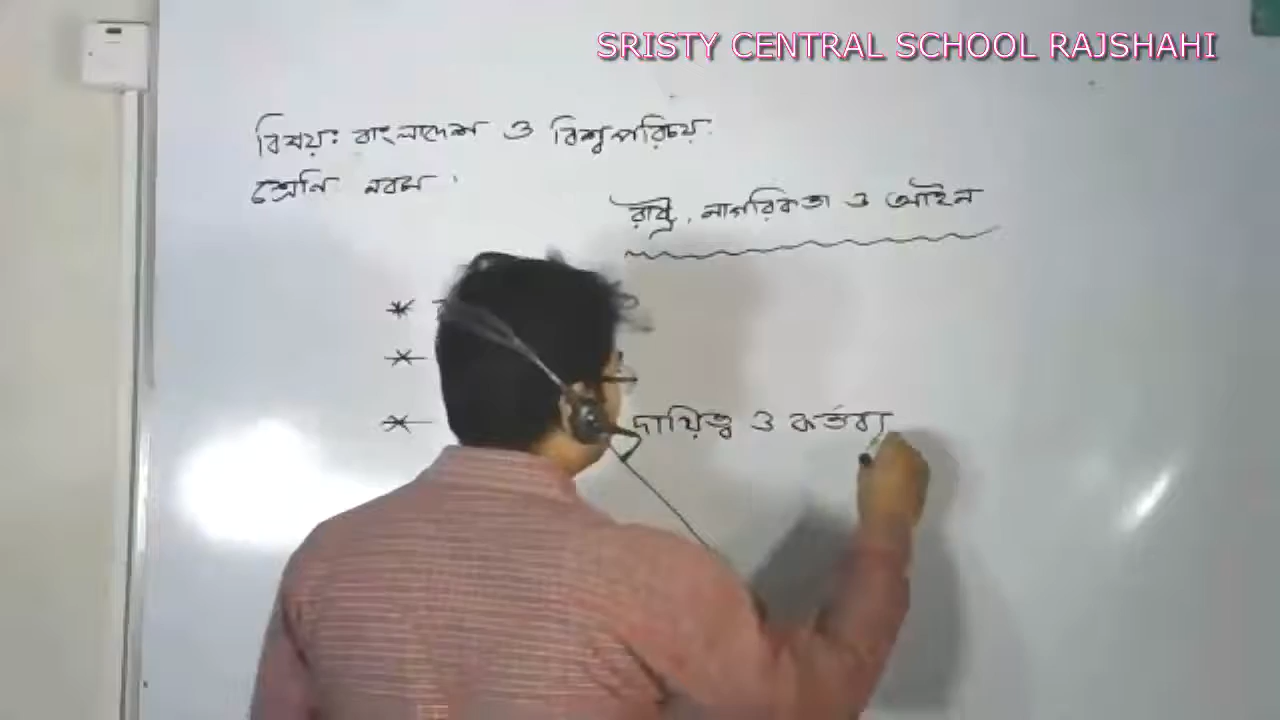 SRISTY CENTRAL SCHOOL RAJSHAHI
বিষয়ঃ বাংলাদেশ ও বিশ্বপরিচয়
শ্রেনি নবম
রাষ্ট্র, নাগরিকতা ও আইন
*
*
* দায়িত্ব ও কর্তব্য